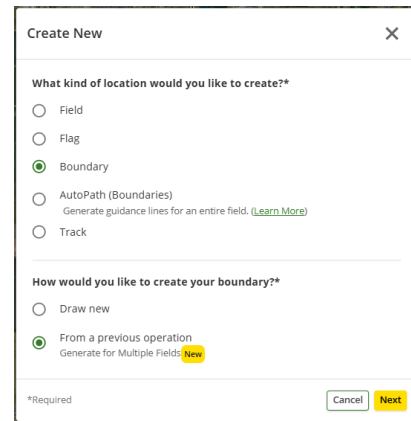 Create New
What kind of location would you like to create?*
Field
Flag
Boundary
AutoPath (Boundaries)
Generate guidance lines for an entire field. (Learn More)
Track
How would you like to create your boundary?*
Draw new
From a previous operation
Generate for Multiple Fields New
*Required Cancel Next